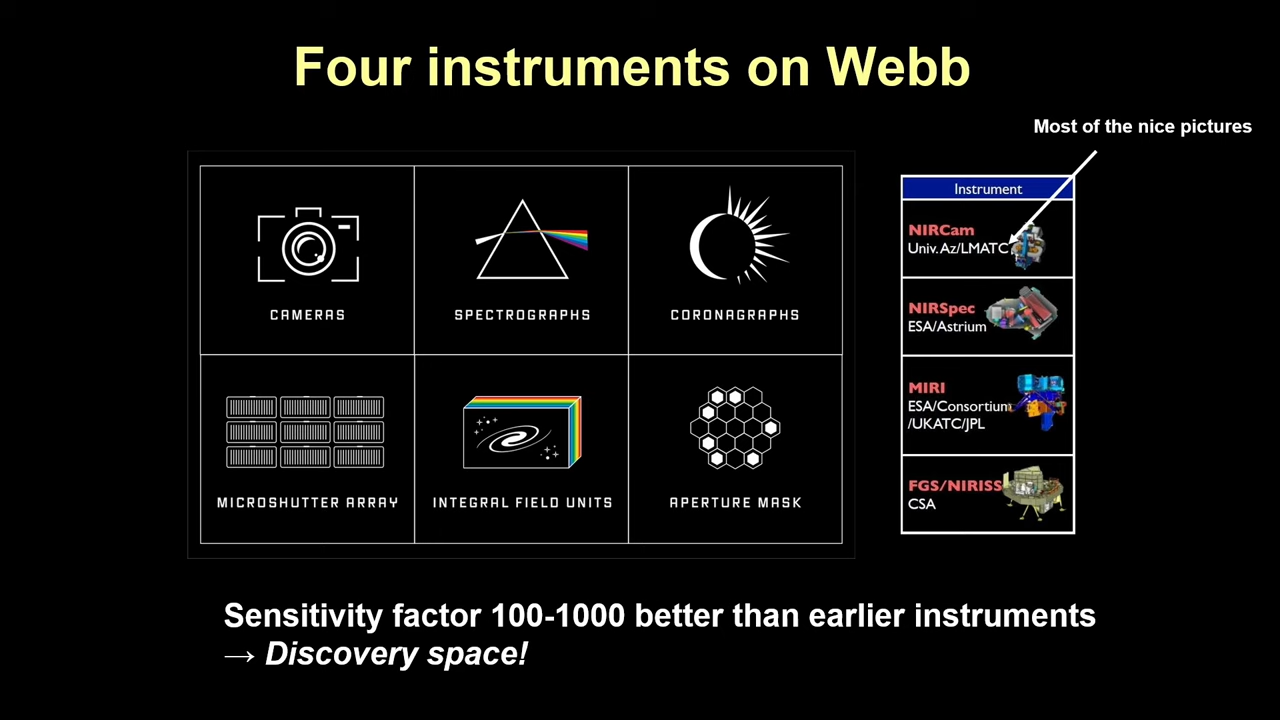 Four instruments on Webb
Most of the nice pictures
CAMERAS
SPECTROGRAPHS
CORONAGRAPHS
MICROSHUTTER ARRAY
INTEGRAL FIELD UNITS
APERTURE MASK
Instrument
NIRCam
Univ. Az/LMATC
NIRSpec
ESA/Astrium
MIRI
ESA/Consortium
/UKATC/JPL
FGS/NIRISS
CSA
Sensitivity factor 100-1000 better than earlier instruments
→ Discovery space!